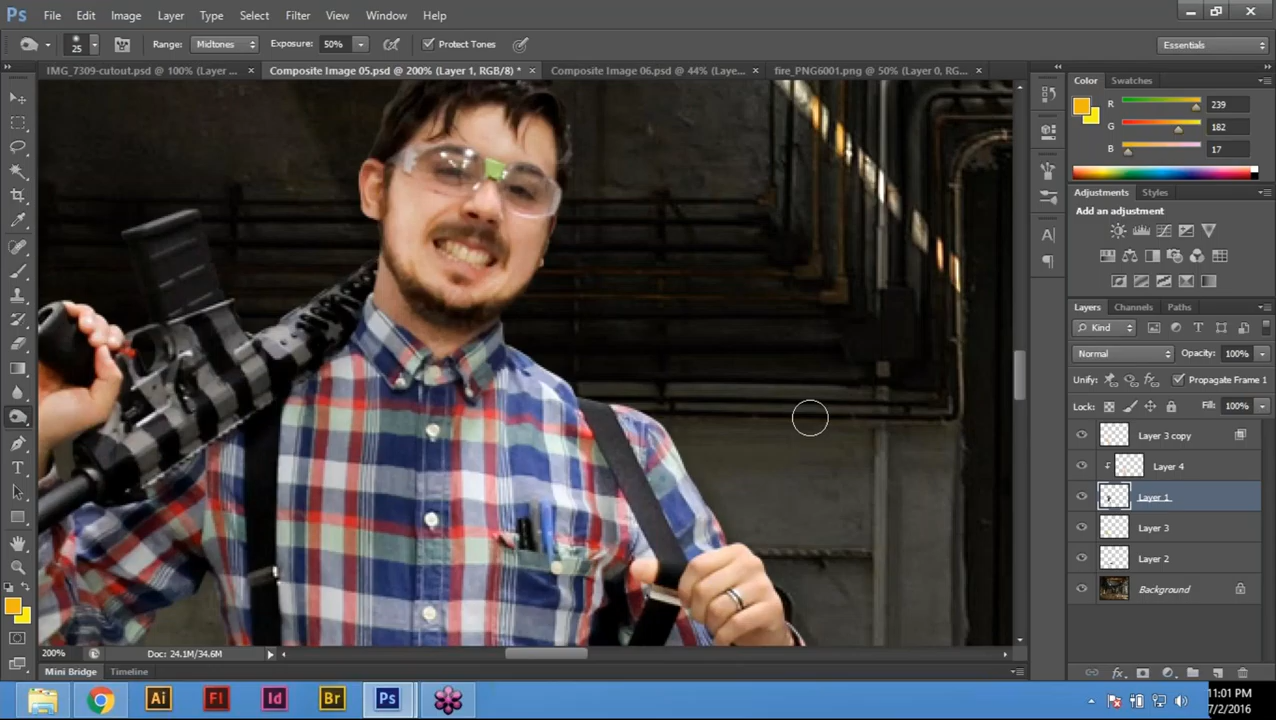 Ps File Edit Image Layer Type Select Filter View Window Help
25 Range: Midtones Exposure: 50% Protect Tones Essentials
IMG_7309-cutout.psd @ 100% (Layer ... × Composite Image 05.psd @ 200% (Layer 1, RGB/8) * × Composite Image 06.psd @ 44% (Layer... × fire_PNG6001.png @ 50% (Layer 0, RG... ×
Color Swatches
R 239
G 182
B 17
Adjustments Styles
Add an adjustment
Layers Channels Paths
Kind
Normal Opacity: 100%
Unify: Propagate Frame 1
Lock: Fill: 100%
Layer 3 copy
Layer 4
Layer 1
Layer 3
Layer 2
Background
200% Doc: 24.1M/34.6M
Mini Bridge Timeline
Ai Fl Id Br Ps
11:01 PM
7/2/2016